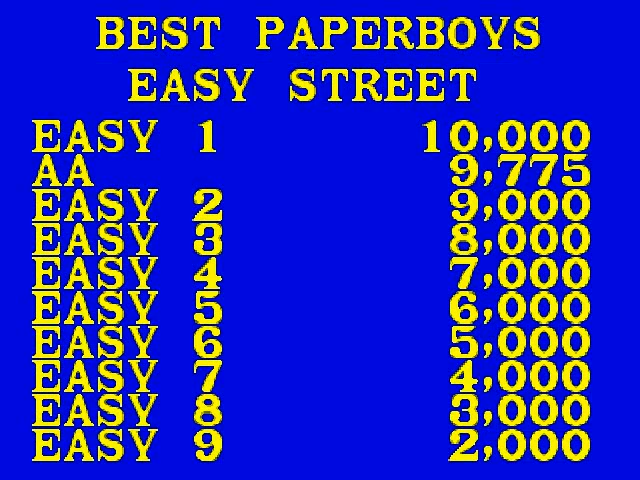 BEST PAPERBOYS
EASY STREET
EASY 1 10,000
AA 9,775
EASY 2 9,000
EASY 3 8,000
EASY 4 7,000
EASY 5 6,000
EASY 6 5,000
EASY 7 4,000
EASY 8 3,000
EASY 9 2,000